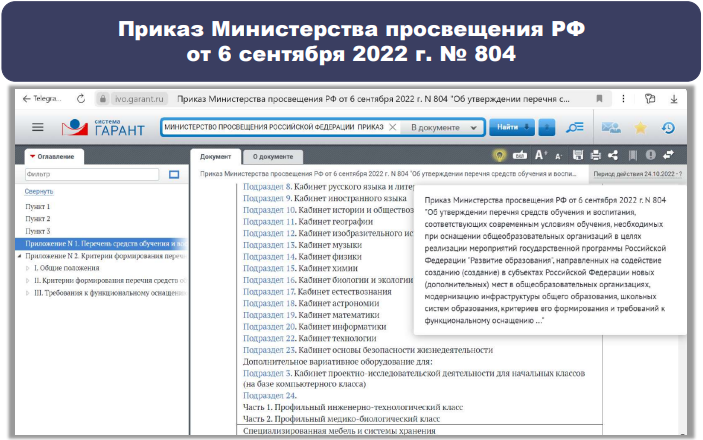 Приказ Министерства просвещения РФ
от 6 сентября 2022 г. № 804
Telegra...
ivo.garant.ru
Приказ Министерства просвещения РФ от 6 сентября 2022 г. N 804 "Об утверждении перечня с...
система
ГАРАНТ
МИНИСТЕРСТВО ПРОСВЕЩЕНИЯ РОССИЙСКОЙ ФЕДЕРАЦИИ ПРИКАЗ
В документе
Найти
Оглавление
Документ
О документе
A+
A-
Фильтр
Приказ Министерства просвещения РФ от 6 сентября 2022 г. N 804 "Об утверждении перечня средств обучения и воспи...
Период действия 24.10.2022 - ?
Свернуть
Пункт 1
Пункт 2
Пункт 3
Приложение N 1. Перечень средств обучения и во
Приложение N 2. Критерии формирования переч
I. Общие положения
II. Критерии формирования перечня средств об
III. Требования к функциональному оснащению
Подраздел 8. Кабинет русского языка и лите
Подраздел 9. Кабинет иностранного языка
Подраздел 10. Кабинет истории и обществоз
Подраздел 11. Кабинет географии
Подраздел 12. Кабинет изобразительного ис
Подраздел 13. Кабинет музыки
Подраздел 14. Кабинет физики
Подраздел 15. Кабинет химии
Подраздел 16. Кабинет биологии и экологии
Подраздел 17. Кабинет естествознания
Подраздел 18. Кабинет астрономии
Подраздел 19. Кабинет математики
Подраздел 20. Кабинет информатики
Подраздел 22. Кабинет технологии
Подраздел 23. Кабинет основы безопасности жизнедеятельности
Дополнительное вариативное оборудование для:
Подраздел 3. Кабинет проектно-исследовательской деятельности для начальных классов
(на базе компьютерного класса)
Подраздел 24.
Часть 1. Профильный инженерно-технологический класс
Часть 2. Профильный медико-биологический класс
Специализированная мебель и системы хранения
Приказ Министерства просвещения РФ от 6 сентября 2022 г. N 804
"Об утверждении перечня средств обучения и воспитания,
соответствующих современным условиям обучения, необходимых
при оснащении общеобразовательных организаций в целях
реализации мероприятий государственной программы Российской
Федерации "Развитие образования", направленных на содействие
созданию (создание) в субъектах Российской Федерации новых
(дополнительных) мест в общеобразовательных организациях,
модернизацию инфраструктуры общего образования, школьных
систем образования, критериев его формирования и требований к
функциональному оснащению ..."